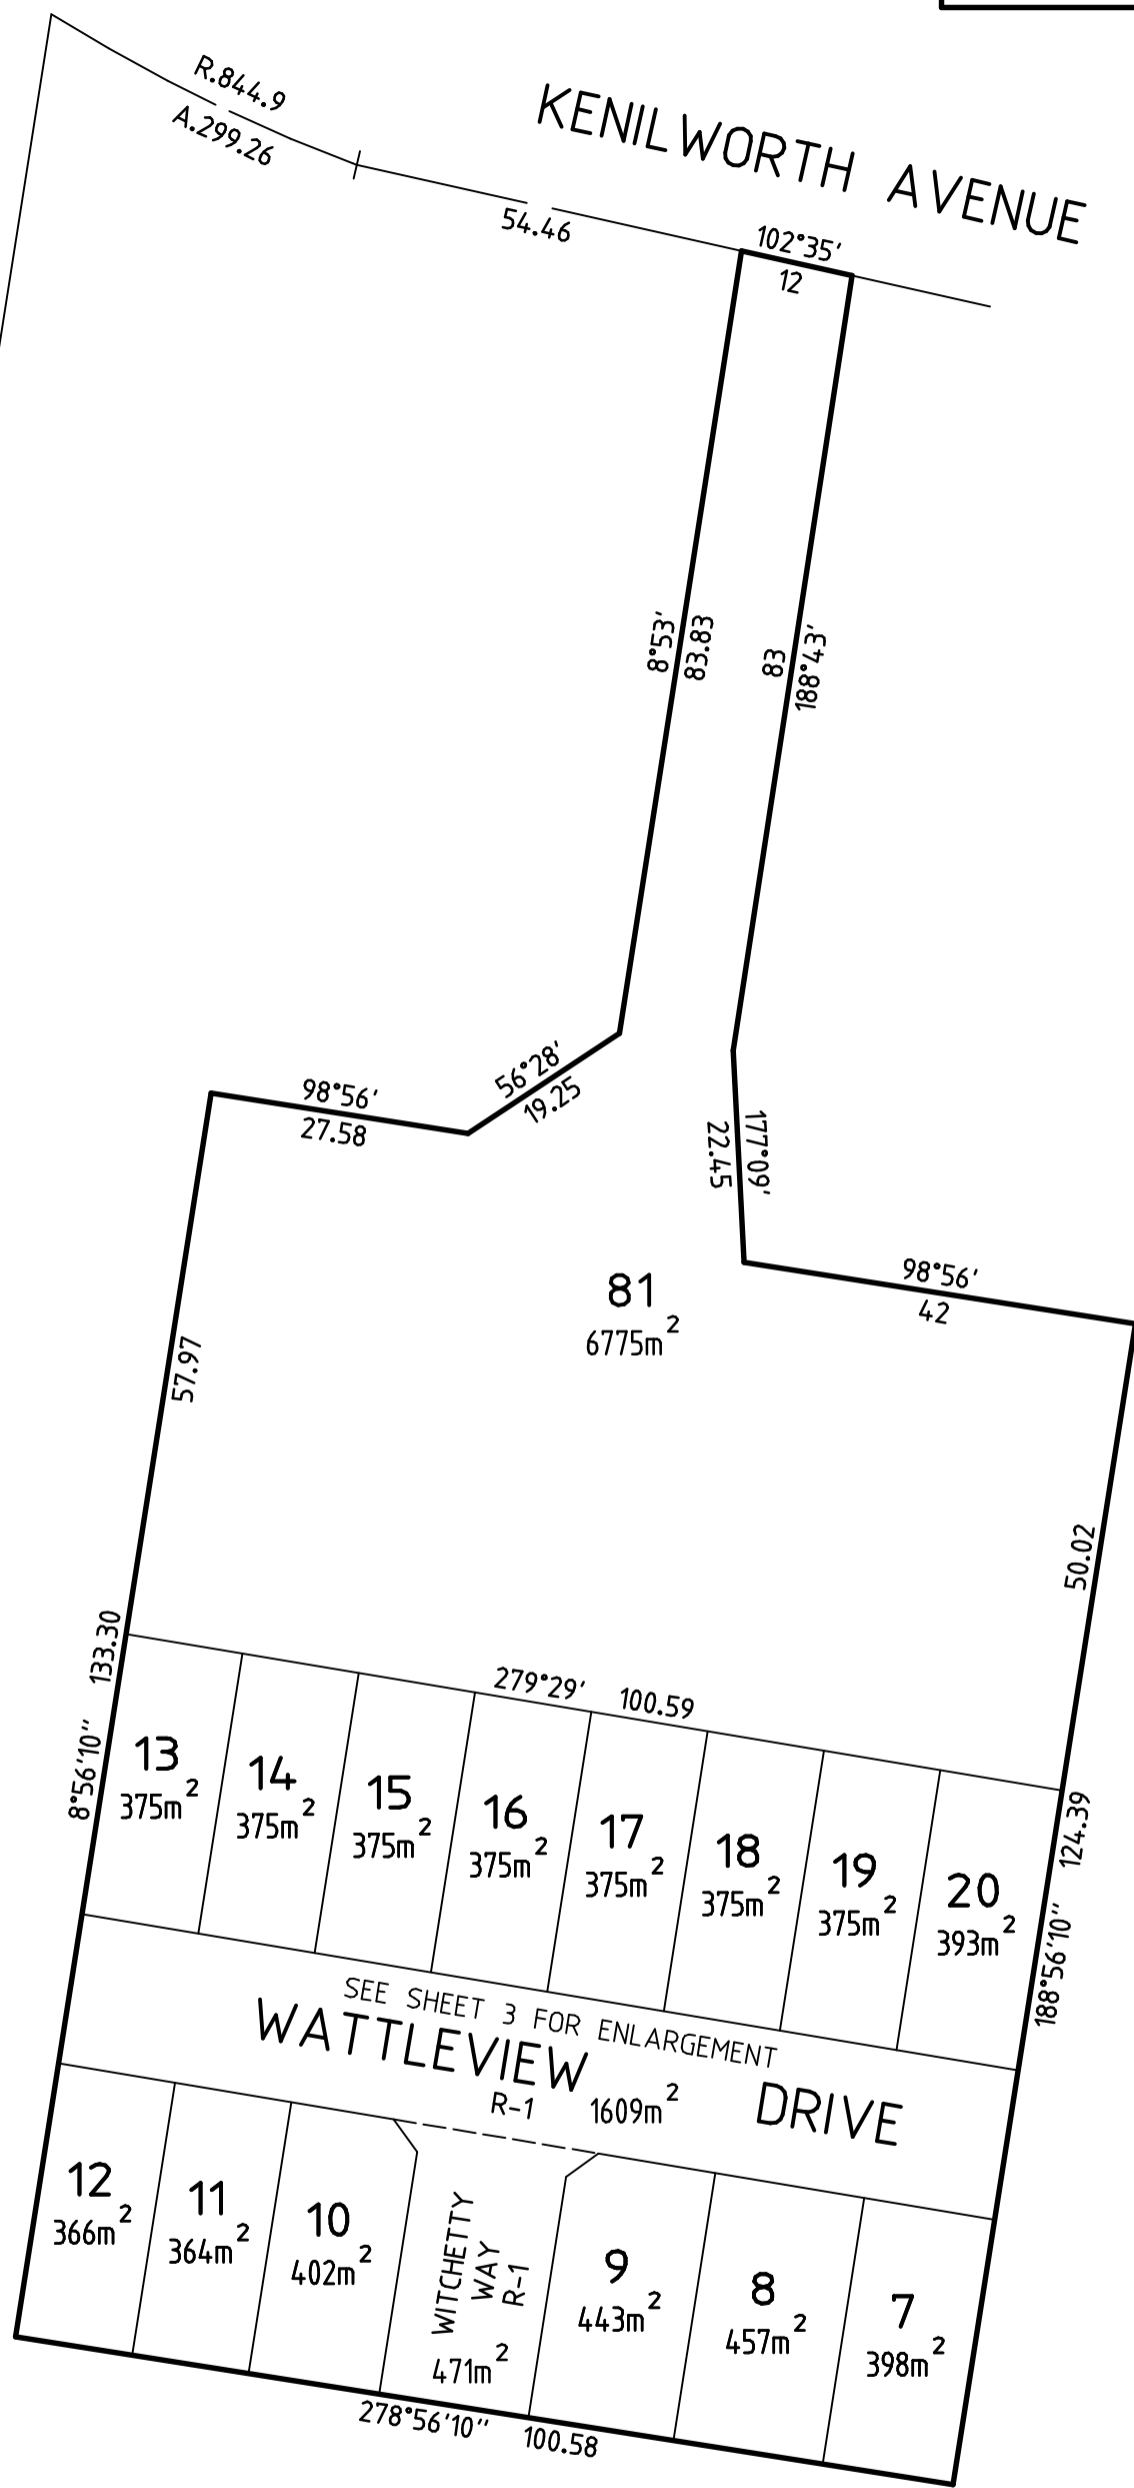 R.844.9
A.299.26
KENILWORTH AVENUE
54.46
102°35'
12
8°53'
83.83
83
188°43'
56°28'
19.25
98°56'
27.58
177°09'
22.45
81
6775m²
98°56'
42
57.97
50.02
133.30
8°56'10"
279°29' 100.59
124.39
188°56'10"
13
375m²
14
375m²
15
375m²
16
375m²
17
375m²
18
375m²
19
375m²
20
393m²
SEE SHEET 3 FOR ENLARGEMENT
WATTLEVIEW DRIVE
R-1 1609m²
12
366m²
11
364m²
10
402m²
WITCHETTY
WAY
R-1
471m²
9
443m²
8
457m²
7
398m²
278°56'10" 100.58